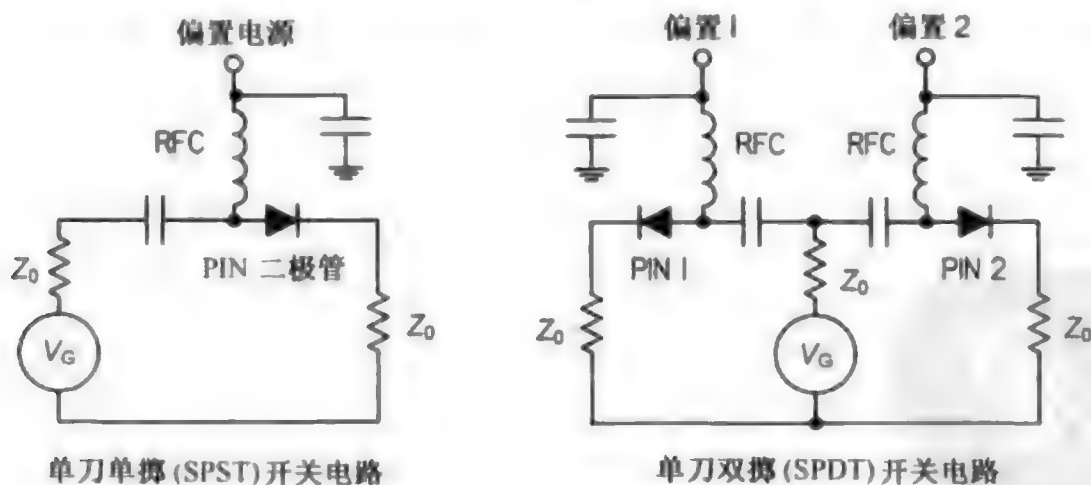 偏置电源
RFC
PIN 二极管
Z0
VG
Z0
单刀单掷(SPST)开关电路
偏置1
偏置2
RFC
RFC
PIN 1
PIN 2
Z0
Z0
VG
Z0
单刀双掷(SPDT)开关电路